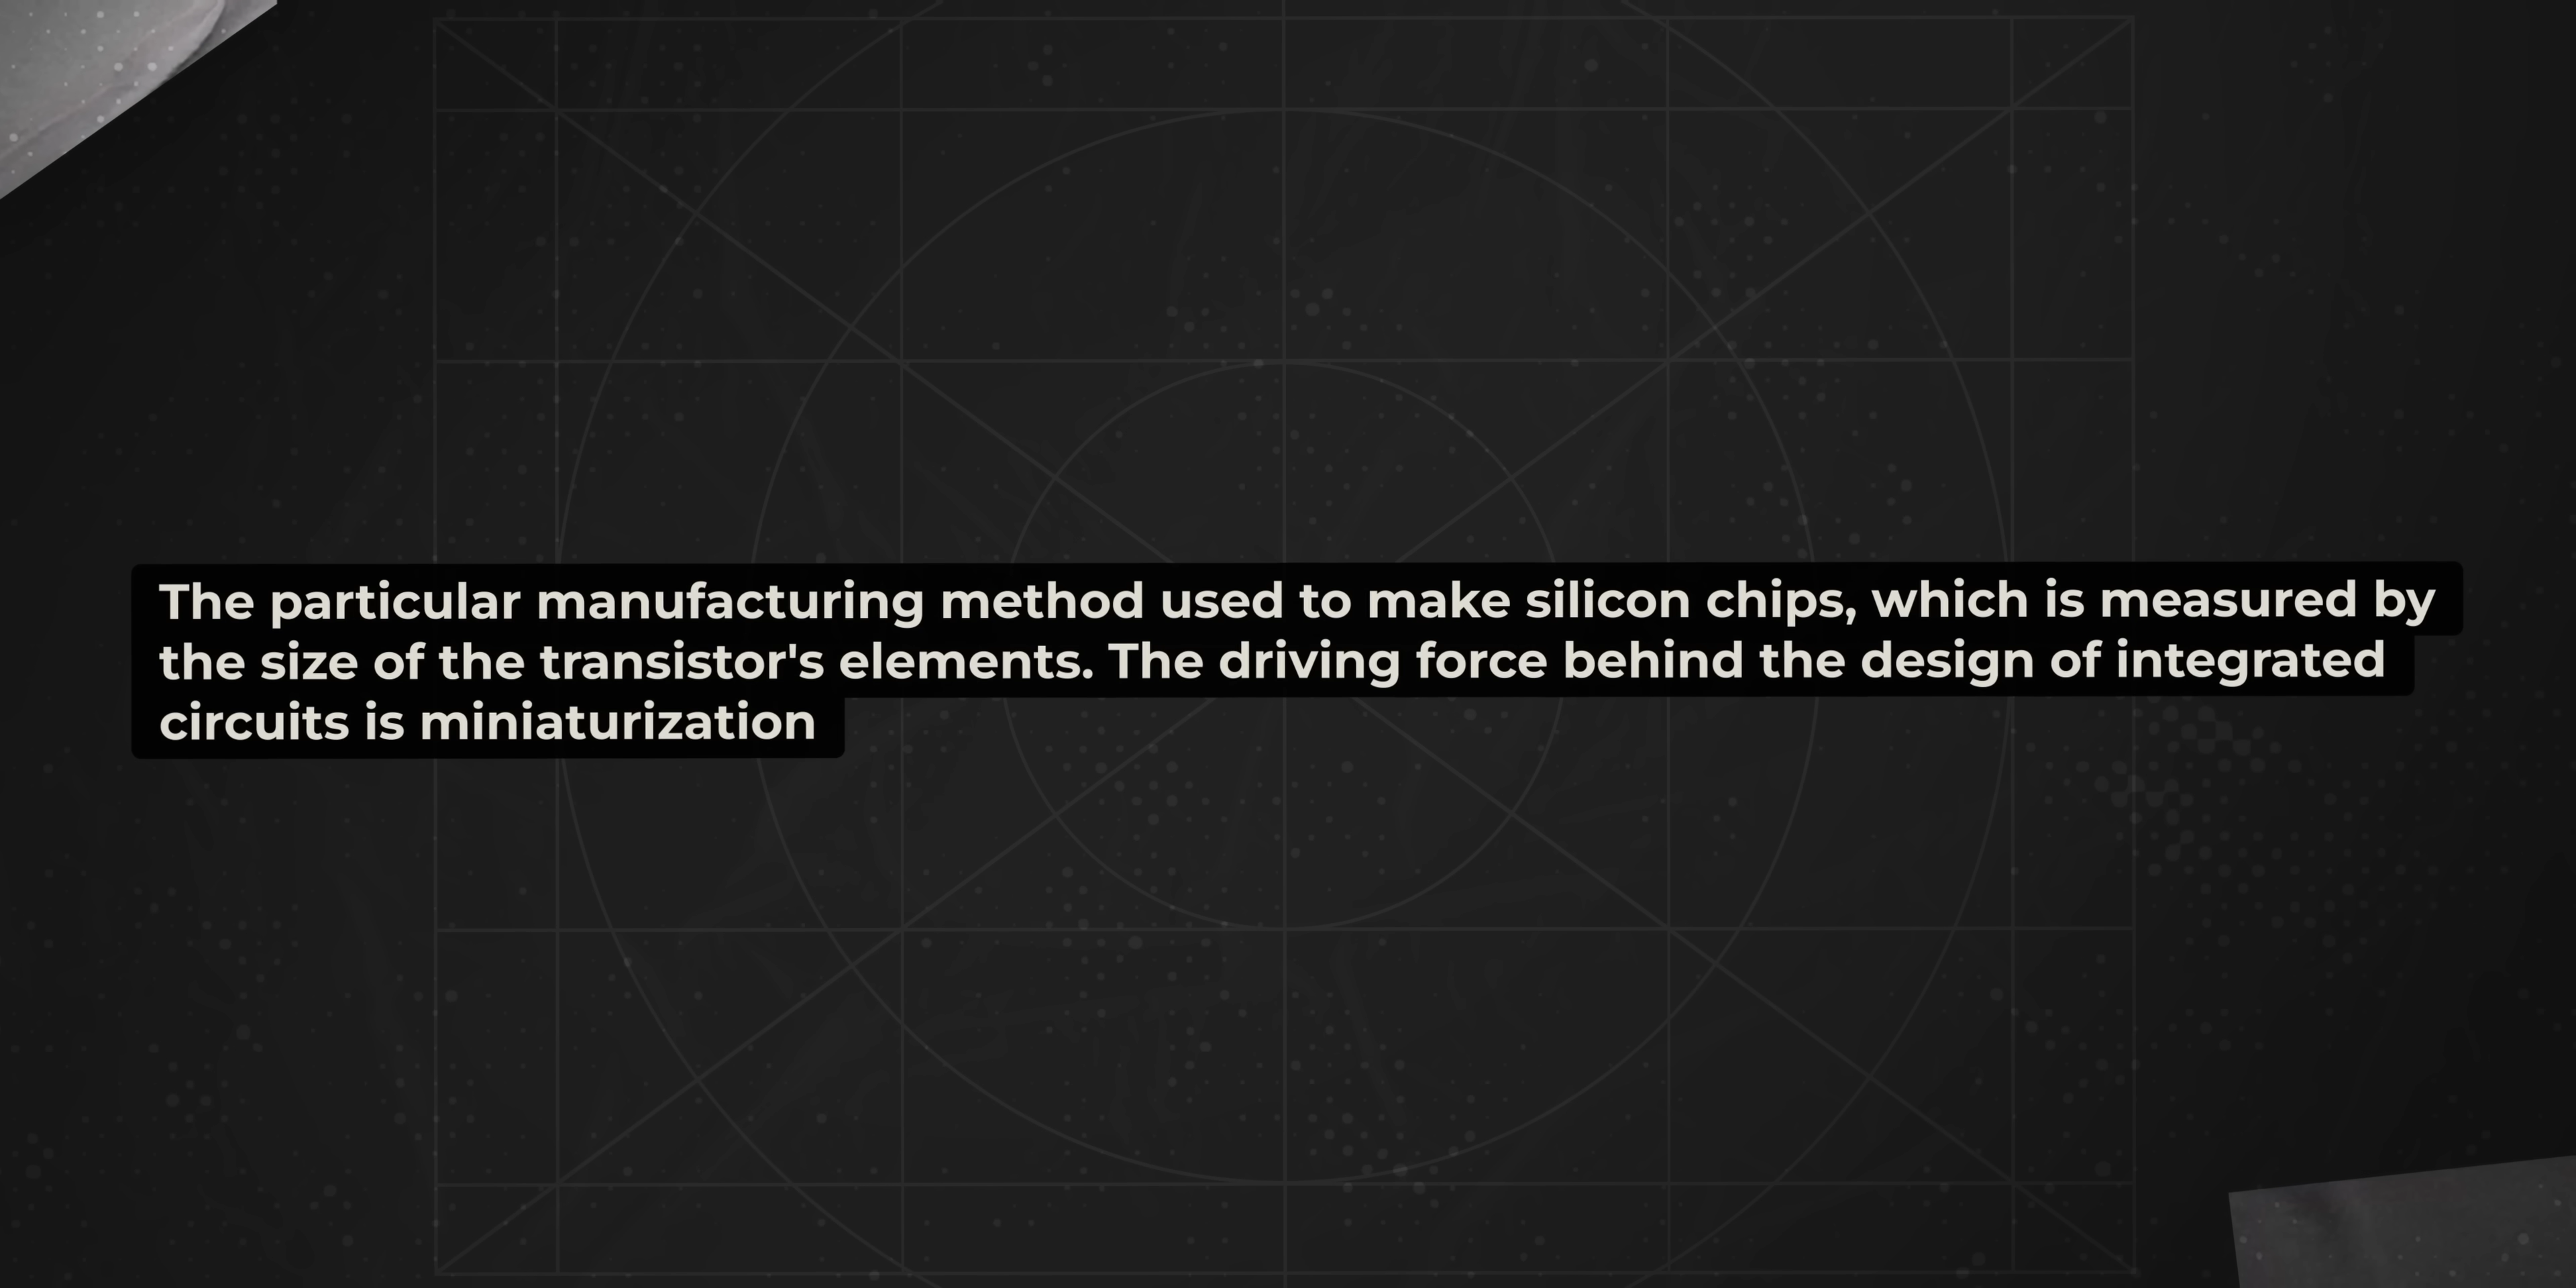 The particular manufacturing method used to make silicon chips, which is measured by
the size of the transistor's elements. The driving force behind the design of integrated
circuits is miniaturization